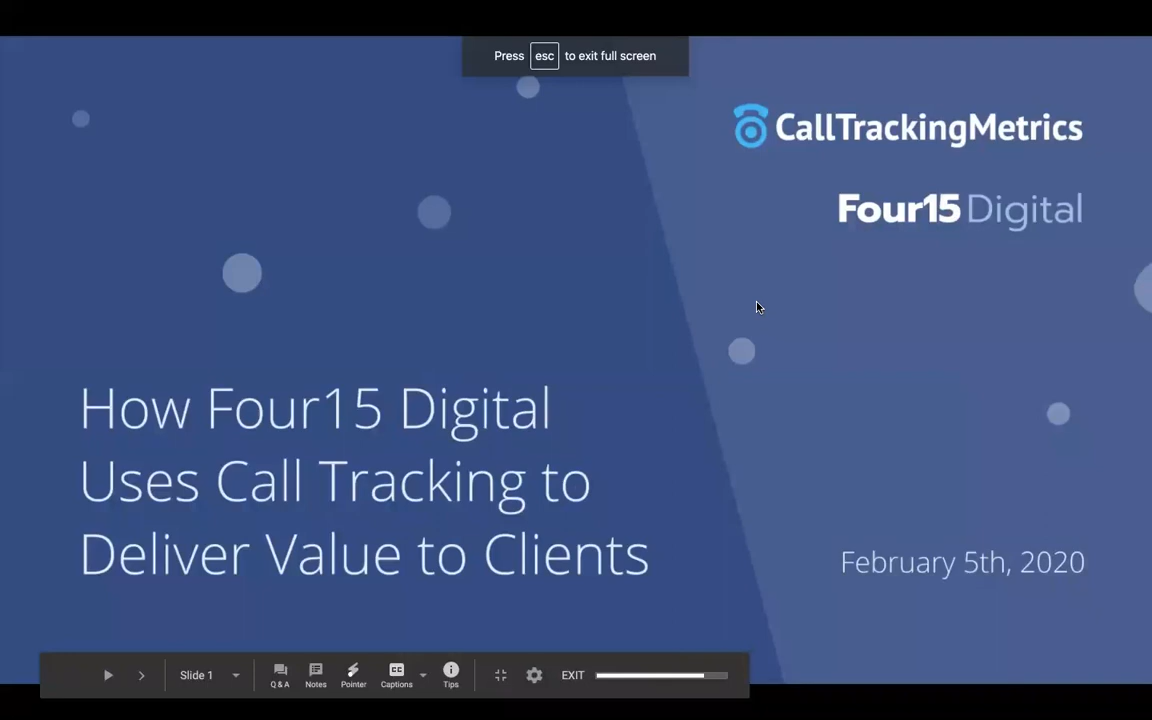 Press esc to exit full screen
CallTrackingMetrics
Four15 Digital
How Four15 Digital
Uses Call Tracking to
Deliver Value to Clients
February 5th, 2020
Slide 1
Q & A
Notes
Pointer
CC
Captions
Tips
EXIT